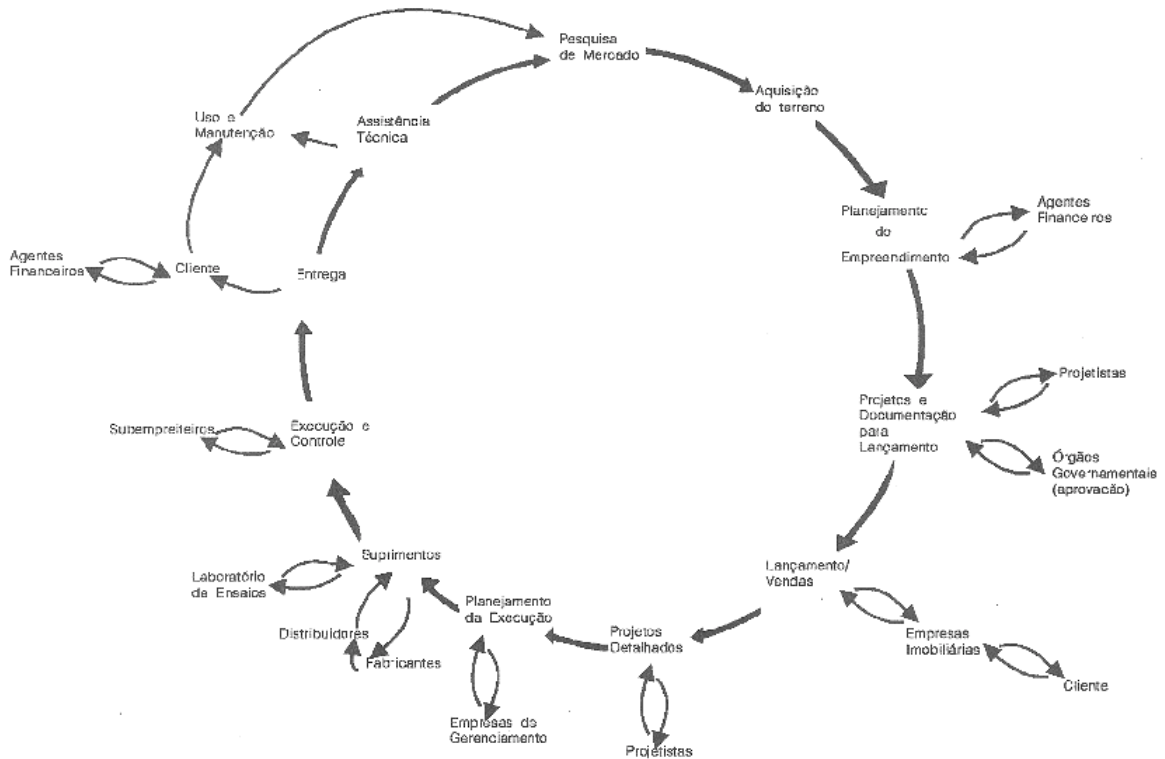 Pesquisa
de Mercado
Aquisição
do terreno
Planejamento
do
Empreendimento
Agentes
Financeiros
Projetos e
Documentação
para
Lançamento
Projetistas
Órgãos
Governamentais
(aprovação)
Lançamento/
Vendas
Empresas
Imobiliárias
Cliente
Projetos
Detalhados
Projetistas
Planejamento
da Execução
Empresas de
Gerenciamento
Suprimentos
Laboratório
de Ensaios
Distribuidores
Fabricantes
Execução e
Controle
Subempreiteiros
Entrega
Cliente
Agentes
Financeiros
Assistência
Técnica
Uso e
Manutenção